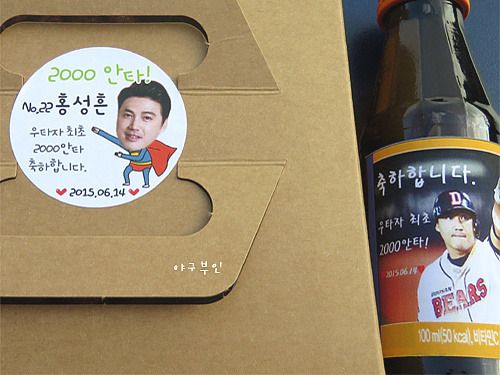 2000 안타!
No.22 홍성흔
우타자 최초
2000안타
축하합니다.
♥ 2015.06.14 ♥
야구부인
축하합니다.
D
우타자 최초
2000안타!
2015.06.14
BEARS
100 ml(50 kcal), 비타민C